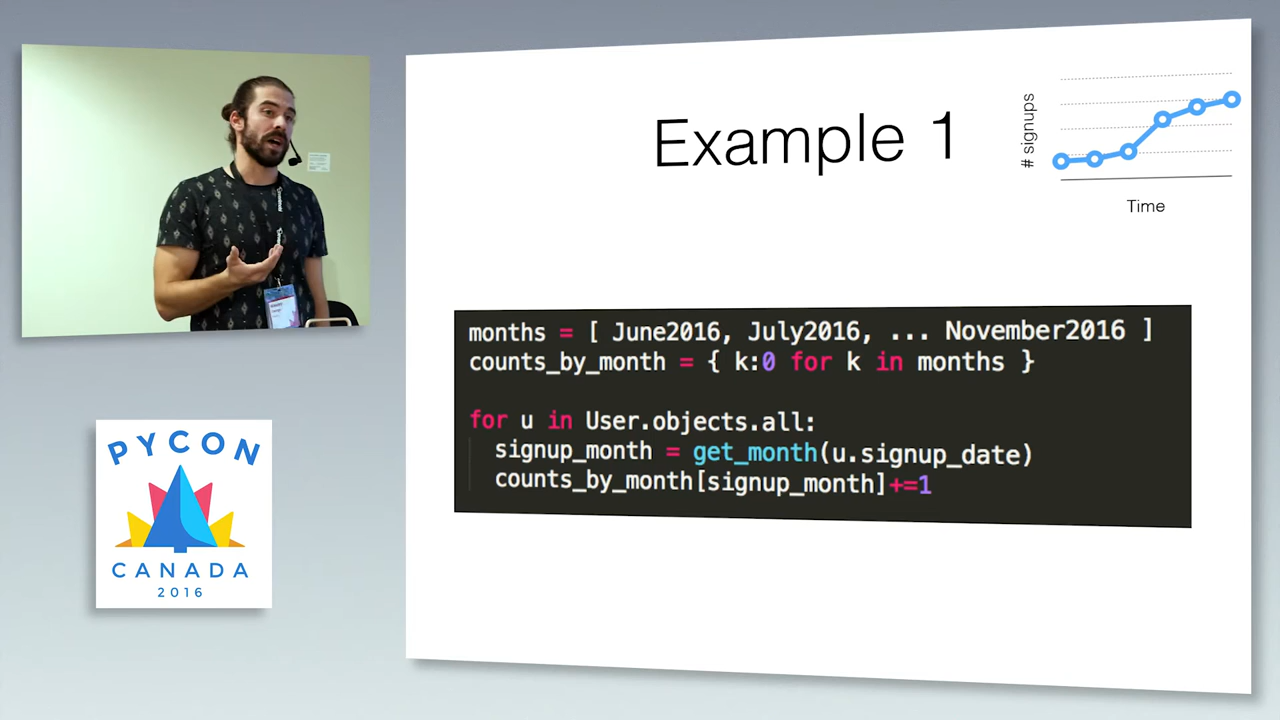 Example 1
# signups
Time
months = [ June2016, July2016, ... November2016 ]
counts_by_month = { k:0 for k in months }
for u in User.objects.all:
signup_month = get_month(u.signup_date)
counts_by_month[signup_month]+=1
PYCON
CANADA
2016